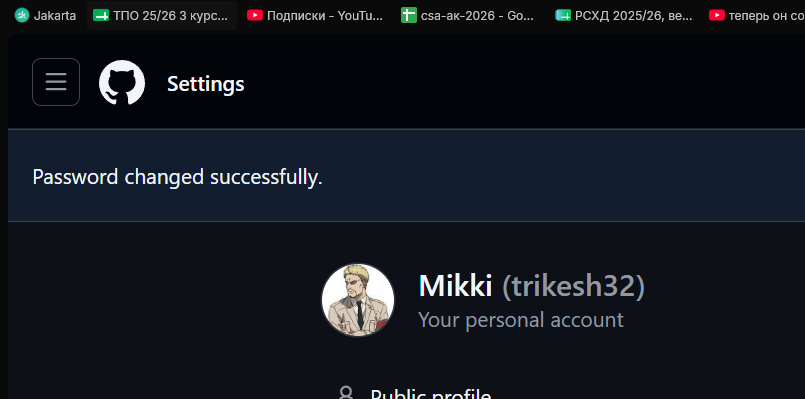 Jakarta
ТПО 25/26 3 курс...
Подписки - YouTu...
csa-ак-2026 - Go...
РСХД 2025/26, ве...
теперь он со
Settings
Password changed successfully.
Mikki (trikesh32)
Your personal account
Public profile